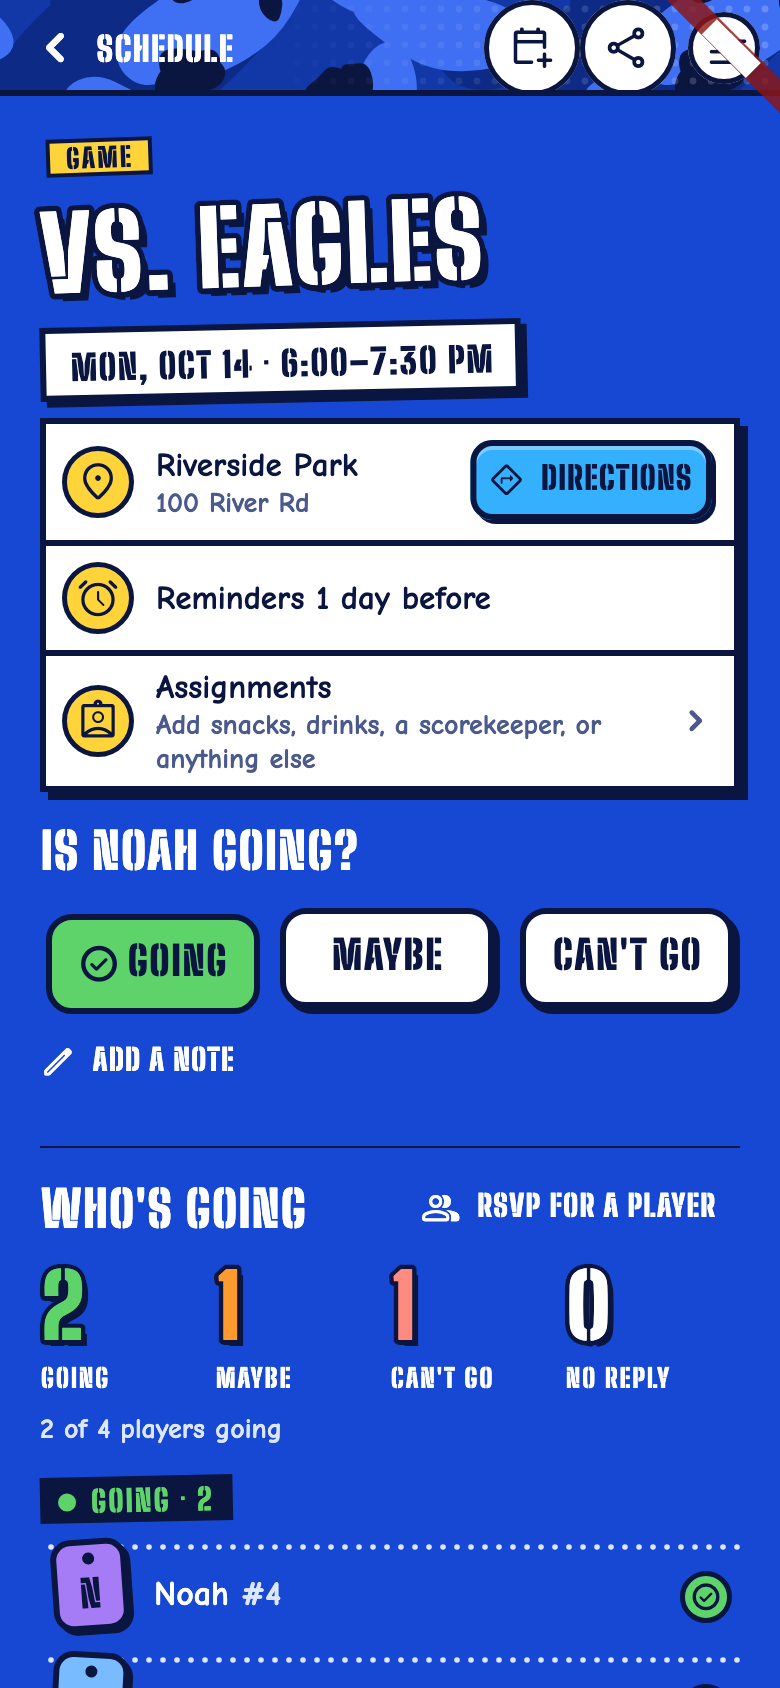 SCHEDULE
GAME
VS. EAGLES
MON, OCT 14 · 6:00–7:30 PM
Riverside Park
100 River Rd
DIRECTIONS
Reminders 1 day before
Assignments
Add snacks, drinks, a scorekeeper, or
anything else
IS NOAH GOING?
GOING
MAYBE
CAN'T GO
ADD A NOTE
WHO'S GOING
RSVP FOR A PLAYER
2
1
1
0
GOING
MAYBE
CAN'T GO
NO REPLY
2 of 4 players going
GOING · 2
N
Noah #4